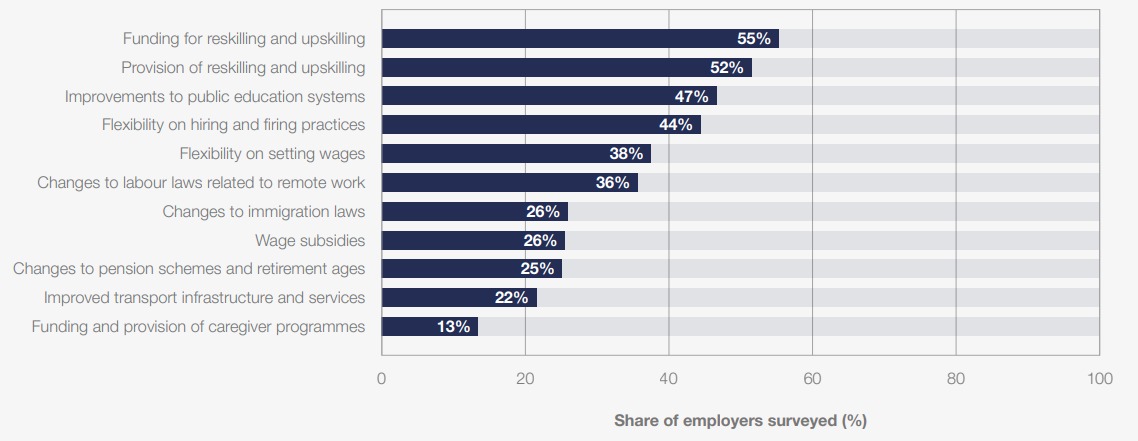 Funding for reskilling and upskilling 55%
Provision of reskilling and upskilling 52%
Improvements to public education systems 47%
Flexibility on hiring and firing practices 44%
Flexibility on setting wages 38%
Changes to labour laws related to remote work 36%
Changes to immigration laws 26%
Wage subsidies 26%
Changes to pension schemes and retirement ages 25%
Improved transport infrastructure and services 22%
Funding and provision of caregiver programmes 13%
0 20 40 60 80 100
Share of employers surveyed (%)